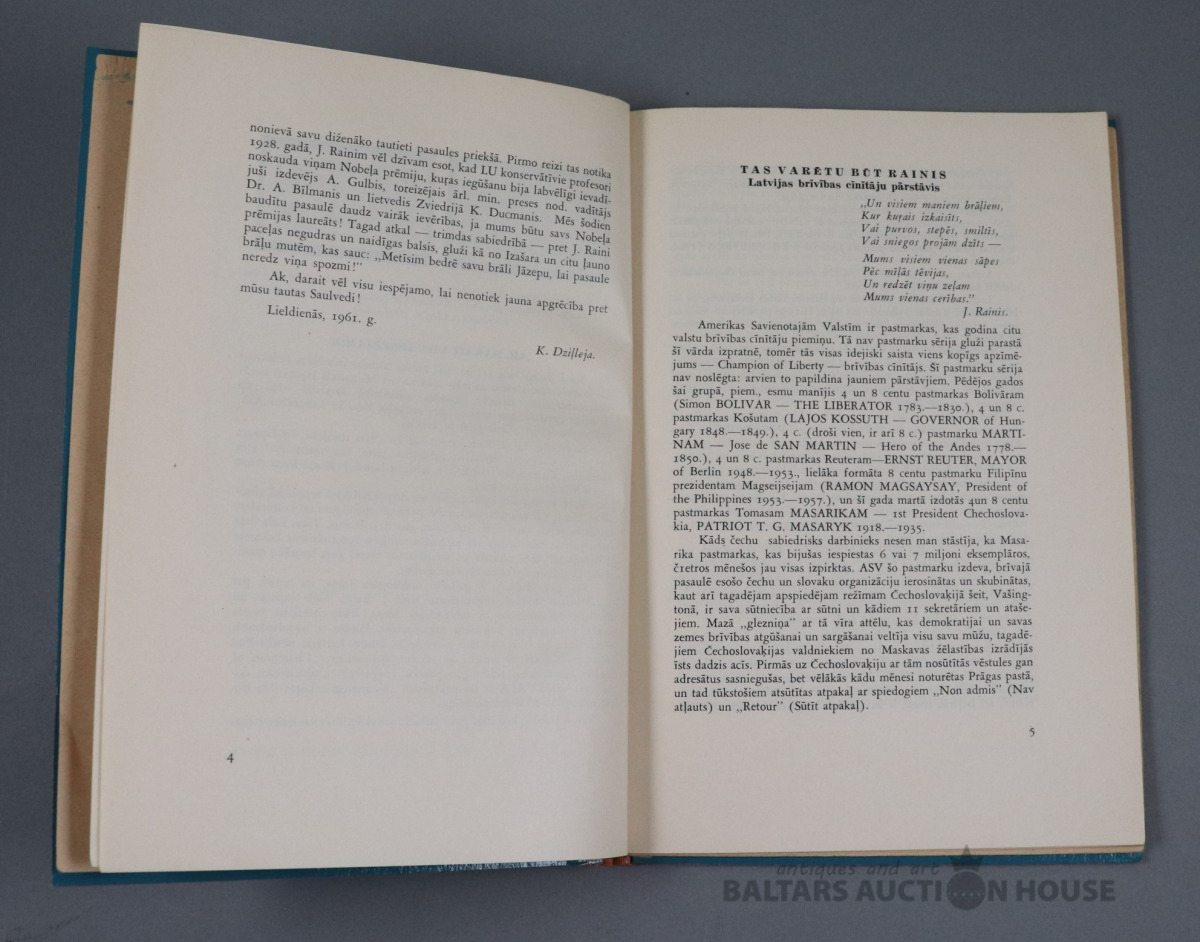 nonievā savu diženāko tautieti pasaules priekšā. Pirmo reizi tas notika
1928. gadā, J. Rainim vēl dzīvam esot, kad LU konservātīvie profesori
noskauda viņam Nobeļa prēmiju, kuŗas iegūšanu bija labvēlīgi ievadī-
juši izdevējs A. Gulbis, toreizējais ārl. min. preses nod. vadītājs
Dr. A. Bīlmanis un lietvedis Zviedrijā K. Ducmanis. Mēs šodien
baudītu pasaulē daudz vairāk ievērības, ja mums būtu savs Nobeļa
prēmijas laureāts! Tagad atkal — trimdas sabiedrībā — pret J. Raini
paceļas negudras un naidīgas balsis, gluži kā no Izašara un citu ļauno
brāļu mutēm, kas sauc: „Metīsim bedrē savu brāli Jāzepu, lai pasaule
neredz viņa spozmi!"
Ak, darait vēl visu iespējamo, lai nenotiek jauna apgrēcība pret
mūsu tautas Saulvedi!
Lieldienās, 1961. g.
K. Dziļleja.
4
TAS VARĒTU BŪT RAINIS
Latvijas brīvības cīnītāju pārstāvis
„Un visiem maniem brāļiem,
Kur kuŗais izkaisīts,
Vai purvos, stepēs, smiltīs,
Vai sniegos projām dzīts —
Mums visiem vienas sāpes
Pēc mīļās tēvijas,
Un redzēt viņu zeļam
Mums vienas cerības."
J. Rainis.
Amerikas Savienotajām Valstīm ir pastmarkas, kas godina citu
valstu brīvības cīnītāju piemiņu. Tā nav pastmarku sērija gluži parastā
šī vārda izpratnē, tomēr tās visas idejiski saista viens kopīgs apzīmē-
jums — Champion of Liberty — brīvības cīnītājs. Šī pastmarku sērija
nav noslēgta: arvien to papildina jauniem pārstāvjiem. Pēdējos gados
šai grupā, piem., esmu manījis 4 un 8 centu pastmarkas Bolivāram
(Simon BOLIVAR — THE LIBERATOR 1783.—1830.), 4 un 8 c.
pastmarkas Košutam (LAJOS KOSSUTH — GOVERNOR of Hun-
gary 1848.—1849.), 4 c. (droši vien, ir arī 8 c.) pastmarku MARTI-
NAM — Jose de SAN MARTIN — Hero of the Andes 1778.—
1850.), 4 un 8 c. pastmarkas Reuteram—ERNST REUTER, MAYOR
of Berlin 1948.—1953., lielāka formāta 8 centu pastmarku Filipīnu
prezidentam Magseijseijam (RAMON MAGSAYSAY, President of
the Philippines 1953.—1957.), un šī gada martā izdotās 4un 8 centu
pastmarkas Tomasam MASARIKAM — 1st President Chechoslova-
kia, PATRIOT T. G. MASARYK 1918.—1935.
Kāds čechu sabiedrisks darbinieks nesen man stāstīja, ka Masa-
rika pastmarkas, kas bijušas iespiestas 6 vai 7 miljoni eksemplāros,
čretros mēnešos jau visas izpirktas. ASV šo pastmarku izdeva, brīvajā
pasaulē esošo čechu un slovaku organizāciju ierosinātas un skubinātas,
kaut arī tagadējam apspiedējam režīmam Čechoslovaķijā šeit, Vašing-
tonā, ir sava sūtniecība ar sūtni un kādiem 11 sekretāriem un ataše-
jiem. Mazā „glezniņa" ar tā vīra attēlu, kas demokratijai un savas
zemes brīvības atgūšanai un sargāšanai veltīja visu savu mūžu, tagadē-
jiem Čechoslovaķijas valdniekiem no Maskavas žēlastības izrādījās
īsts dadzis acīs. Pirmās uz Čechoslovaķiju ar tām nosūtītās vēstules gan
adresātus sasniegušas, bet vēlākās kādu mēnesi noturētas Prāgas pastā,
un tad tūkstošiem atsūtītas atpakaļ ar spiedogiem „Non admis" (Nav
atļauts) un „Retour" (Sūtīt atpakaļ).
5
antiques and art
BALTARS AUCTION HOUSE